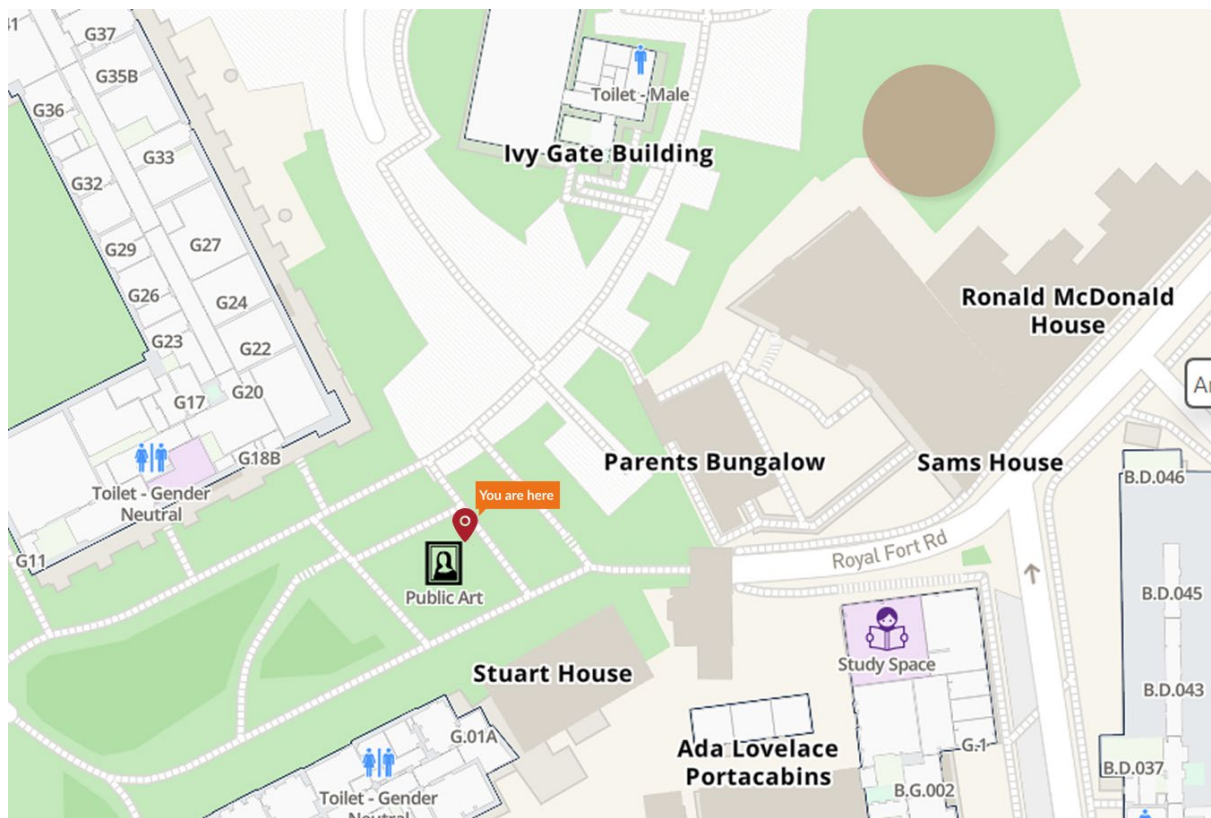 G37
G35B
G36
G33
G32
G29
G27
G26
G24
G23
G22
G20
G17
G18B
G11
Toilet - Gender
Neutral
Toilet - Male
Ivy Gate Building
Ronald McDonald
House
Parents Bungalow
Sams House
You are here
Public Art
Royal Fort Rd
B.D.046
B.D.045
B.D.043
B.D.037
Study Space
Stuart House
G.01A
G-1
B.G.002
Ada Lovelace
Portacabins
Toilet - Gender